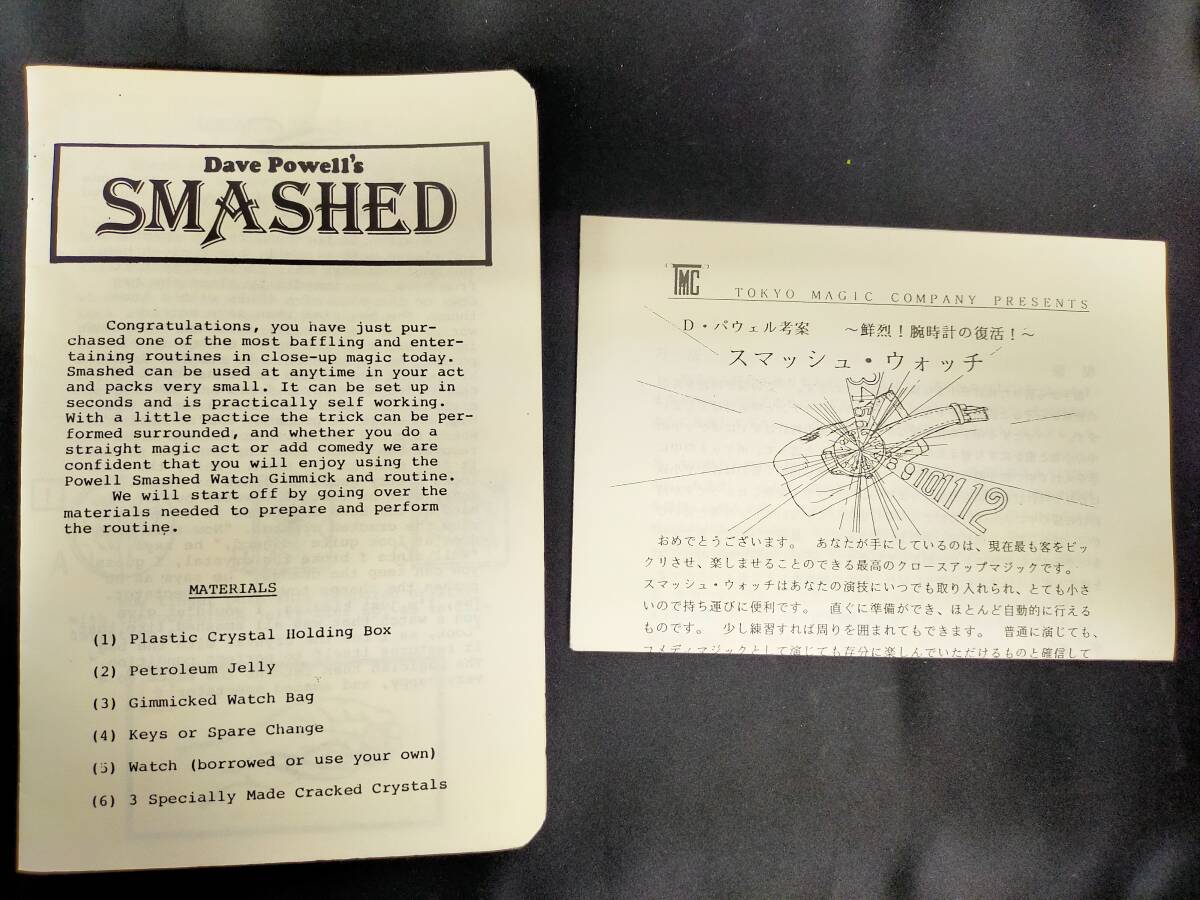 Dave Powell's
SMASHED
Congratulations, you have just pur-
chased one of the most baffling and enter-
taining routines in close-up magic today.
Smashed can be used at anytime in your act
and packs very small. It can be set up in
seconds and is practically self working.
With a little pactice the trick can be per-
formed surrounded, and whether you do a
straight magic act or add comedy we are
confident that you will enjoy using the
Powell Smashed Watch Gimmick and routine.
We will start off by going over the
materials needed to prepare and perform
the routine.
MATERIALS
(1) Plastic Crystal Holding Box
(2) Petroleum Jelly
(3) Gimmicked Watch Bag
(4) Keys or Spare Change
(5) Watch (borrowed or use your own)
(6) 3 Specially Made Cracked Crystals
TMC TOKYO MAGIC COMPANY PRESENTS
D・パウェル考案 〜鮮烈!腕時計の復活!〜
スマッシュ・ウォッチ
8 9 10 11 12
おめでとうございます。 あなたが手にしているのは、現在最も客をビッ
クリさせ、楽しませることのできる最高のクロースアップマジックです。
スマッシュ・ウォッチはあなたの演技にいつでも取り入れられ、とても小さ
いので持ち運びに便利です。 直ぐに準備ができ、ほとんど自動的に行える
ものです。 少し練習すれば周りを囲まれてもできます。 普通に演じても、
コメディマジックとして演じても存分に楽しんでいただけるものと確信して